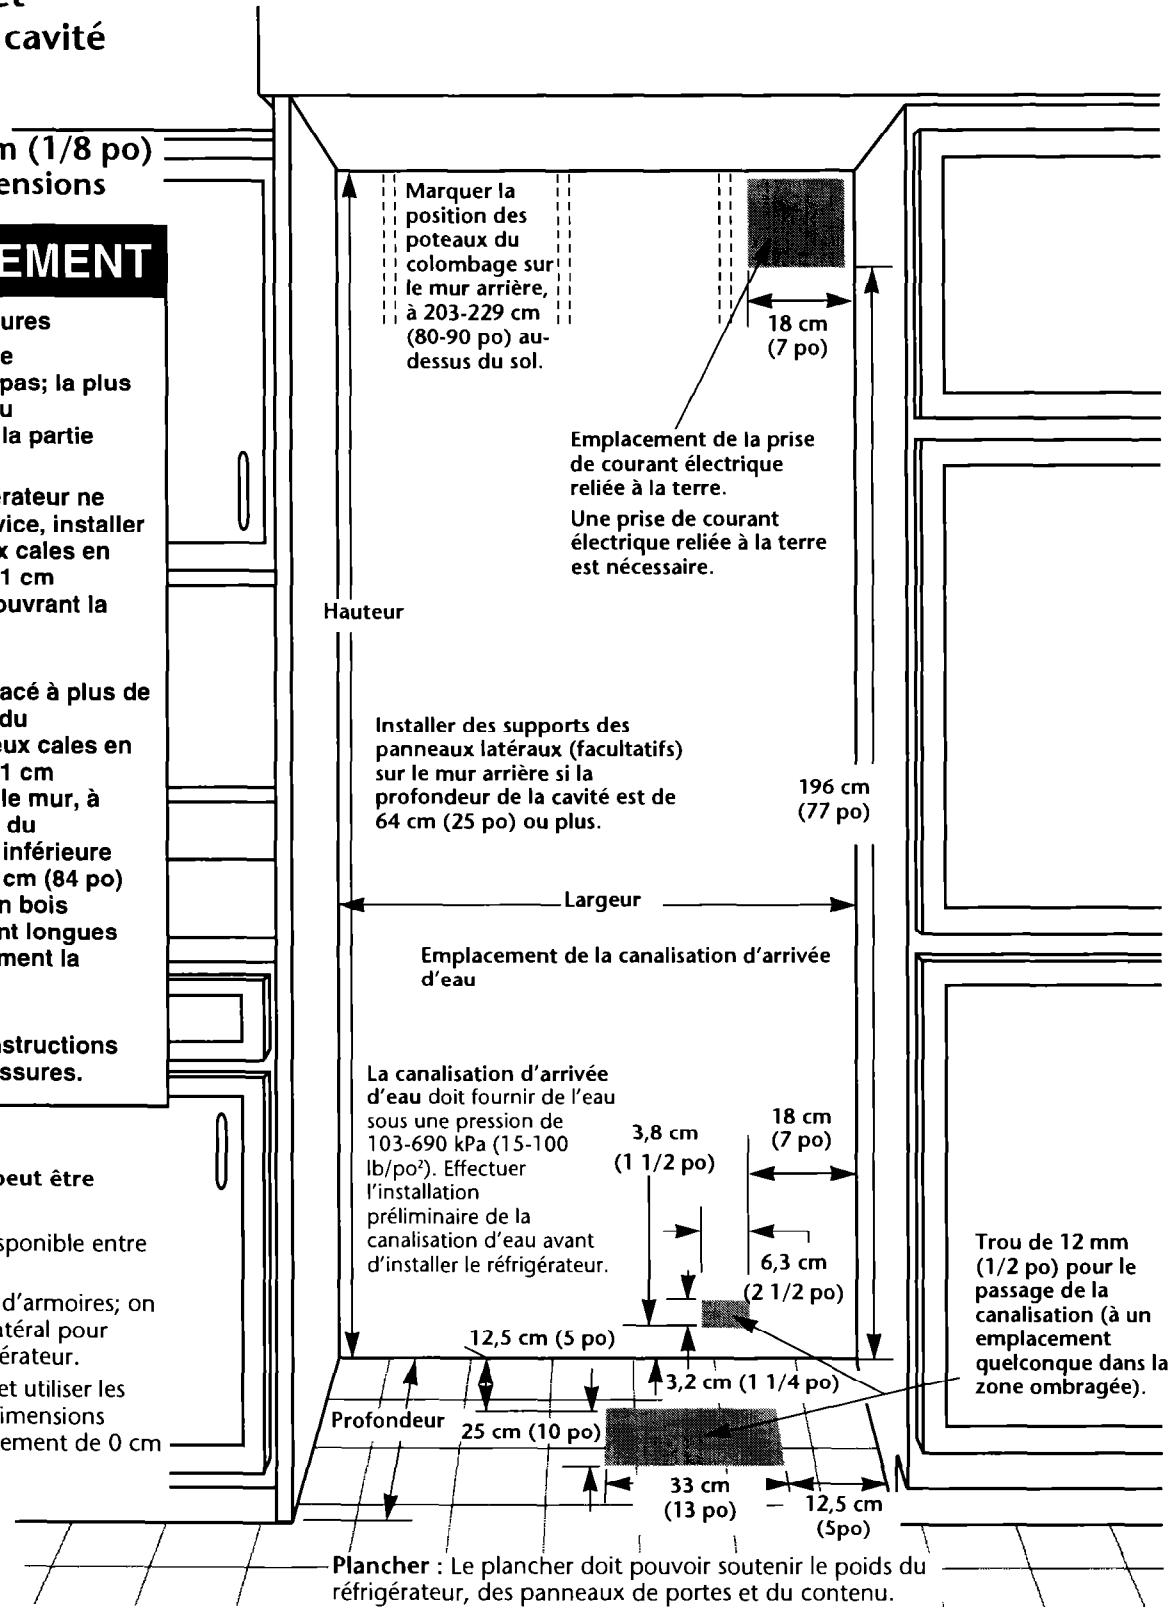 et
cavité
m (1/8 po)
ensions
EMENT
ures
e
pas; la plus
u
la partie
érateur ne
vice, installer
x cales en
1 cm
ouvrant la
acé à plus de
du
eux cales en
1 cm
le mur, à
du
inférieure
cm (84 po)
n bois
nt longues
ment la
structions
ssures.
peut être
sponible entre
d'armoires; on
atéral pour
érateur.
et utiliser les
imensions
ement de 0 cm
Marquer la
position des
poteaux du
colombage sur
le mur arrière,
à 203-229 cm
(80-90 po) au-
dessus du sol.
18 cm
(7 po)
Emplacement de la prise
de courant électrique
reliée à la terre.
Une prise de courant
électrique reliée à la terre
est nécessaire.
Hauteur
Installer des supports des
panneaux latéraux (facultatifs)
sur le mur arrière si la
profondeur de la cavité est de
64 cm (25 po) ou plus.
196 cm
(77 po)
Largeur
Emplacement de la canalisation d'arrivée
d'eau
La canalisation d'arrivée
d'eau doit fournir de l'eau
sous une pression de
103-690 kPa (15-100
lb/po²). Effectuer
l'installation
préliminaire de la
canalisation d'eau avant
d'installer le réfrigérateur.
3,8 cm
(1 1/2 po)
18 cm
(7 po)
6,3 cm
(2 1/2 po)
12,5 cm (5 po)
3,2 cm (1 1/4 po)
Profondeur
25 cm (10 po)
33 cm
(13 po)
12,5 cm
(5po)
Trou de 12 mm
(1/2 po) pour le
passage de la
canalisation (à un
emplacement
quelconque dans la
zone ombragée).
Plancher : Le plancher doit pouvoir soutenir le poids du
réfrigérateur, des panneaux de portes et du contenu.